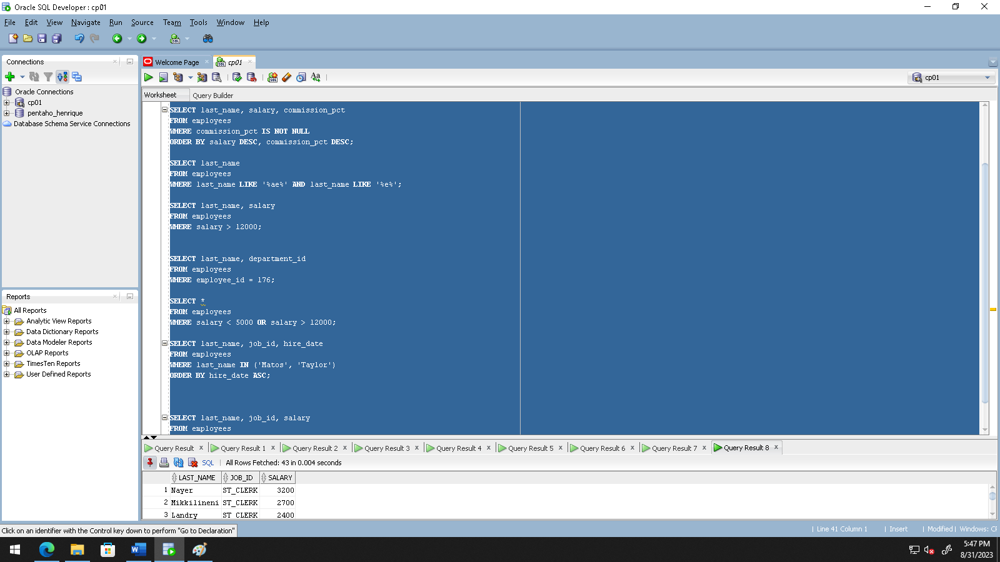 Oracle SQL Developer : cp01
File Edit View Navigate Run Source Team Tools Window Help
Connections
Oracle Connections
cp01
pentaho_henrique
Database Schema Service Connections
Reports
All Reports
Analytic View Reports
Data Dictionary Reports
Data Modeler Reports
OLAP Reports
TimesTen Reports
User Defined Reports
Welcome Page
cp01
cp01
Worksheet Query Builder
SELECT last_name, salary, commission_pct
FROM employees
WHERE commission_pct IS NOT NULL
ORDER BY salary DESC, commission_pct DESC;
SELECT last_name
FROM employees
WHERE last_name LIKE '%ae%' AND last_name LIKE '%e%';
SELECT last_name, salary
FROM employees
WHERE salary > 12000;
SELECT last_name, department_id
FROM employees
WHERE employee_id = 176;
SELECT *
FROM employees
WHERE salary < 5000 OR salary > 12000;
SELECT last_name, job_id, hire_date
FROM employees
WHERE last_name IN ('Matos', 'Taylor')
ORDER BY hire_date ASC;
SELECT last_name, job_id, salary
FROM employees
Query Result Query Result 1 Query Result 2 Query Result 3 Query Result 4 Query Result 5 Query Result 6 Query Result 7 Query Result 8
SQL | All Rows Fetched: 43 in 0.004 seconds
LAST_NAME JOB_ID SALARY
1 Nayer ST_CLERK 3200
2 Mikkilineni ST_CLERK 2700
3 Landry ST_CLERK 2400
Click on an identifier with the Control key down to perform "Go to Declaration"
| Line 41 Column 1 | Insert | Modified | Windows: CF
5:47 PM
8/31/2023